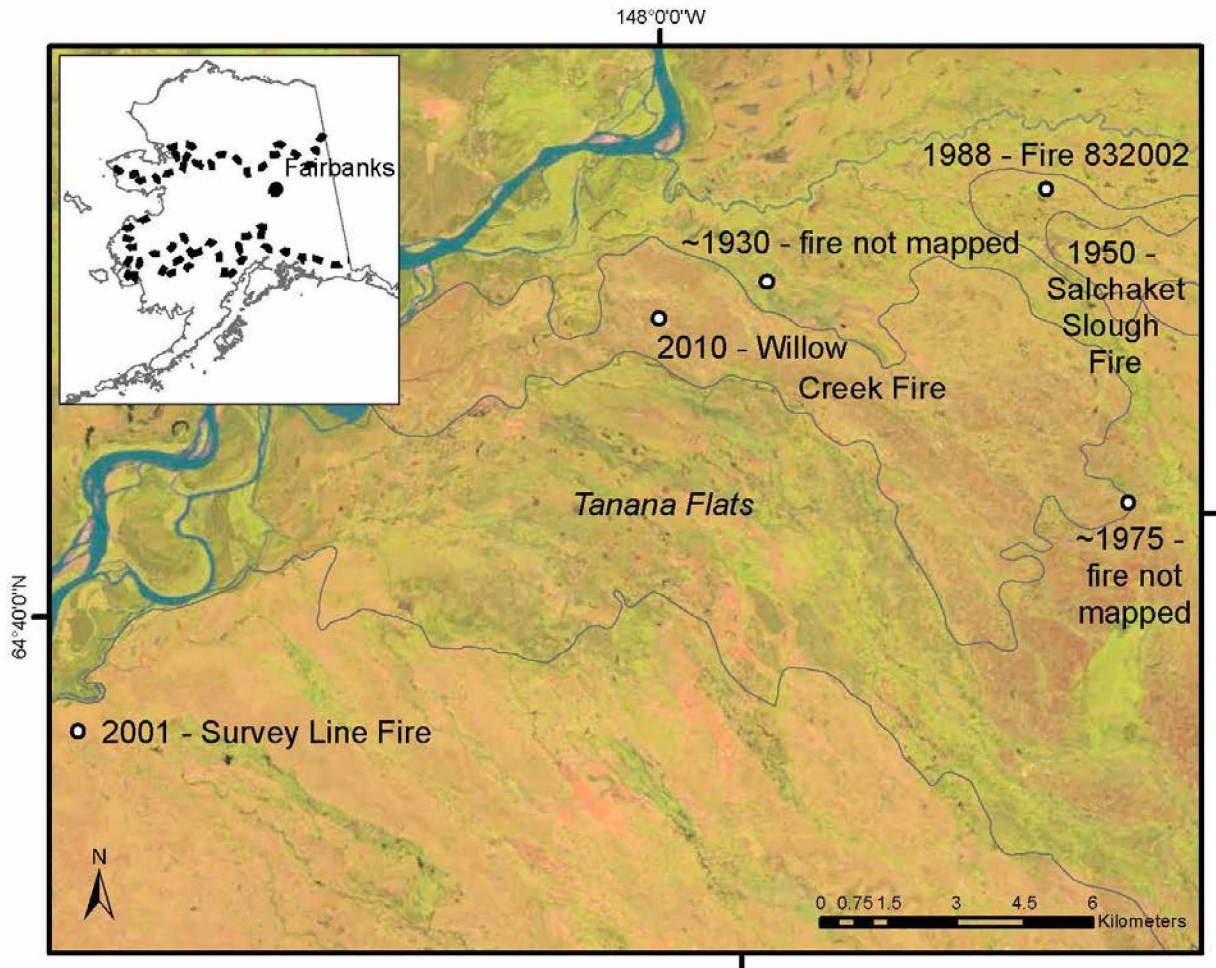 148°0'0"W
Fairbanks
1988 - Fire 832002
~1930 - fire not mapped
1950 -
Salchaket
Slough
Fire
2010 - Willow
Creek Fire
Tanana Flats
~1975 -
fire not
mapped
64°40'0"N
2001 - Survey Line Fire
N
0 0.75 1.5 3 4.5 6
Kilometers